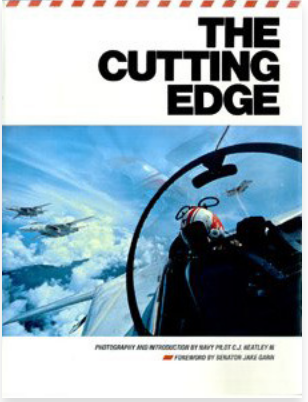 THE
CUTTING
EDGE
PHOTOGRAPHY AND INTRODUCTION BY NAVY PILOT C.J. HEATLEY III
FOREWORD BY SENATOR JAKE GARN